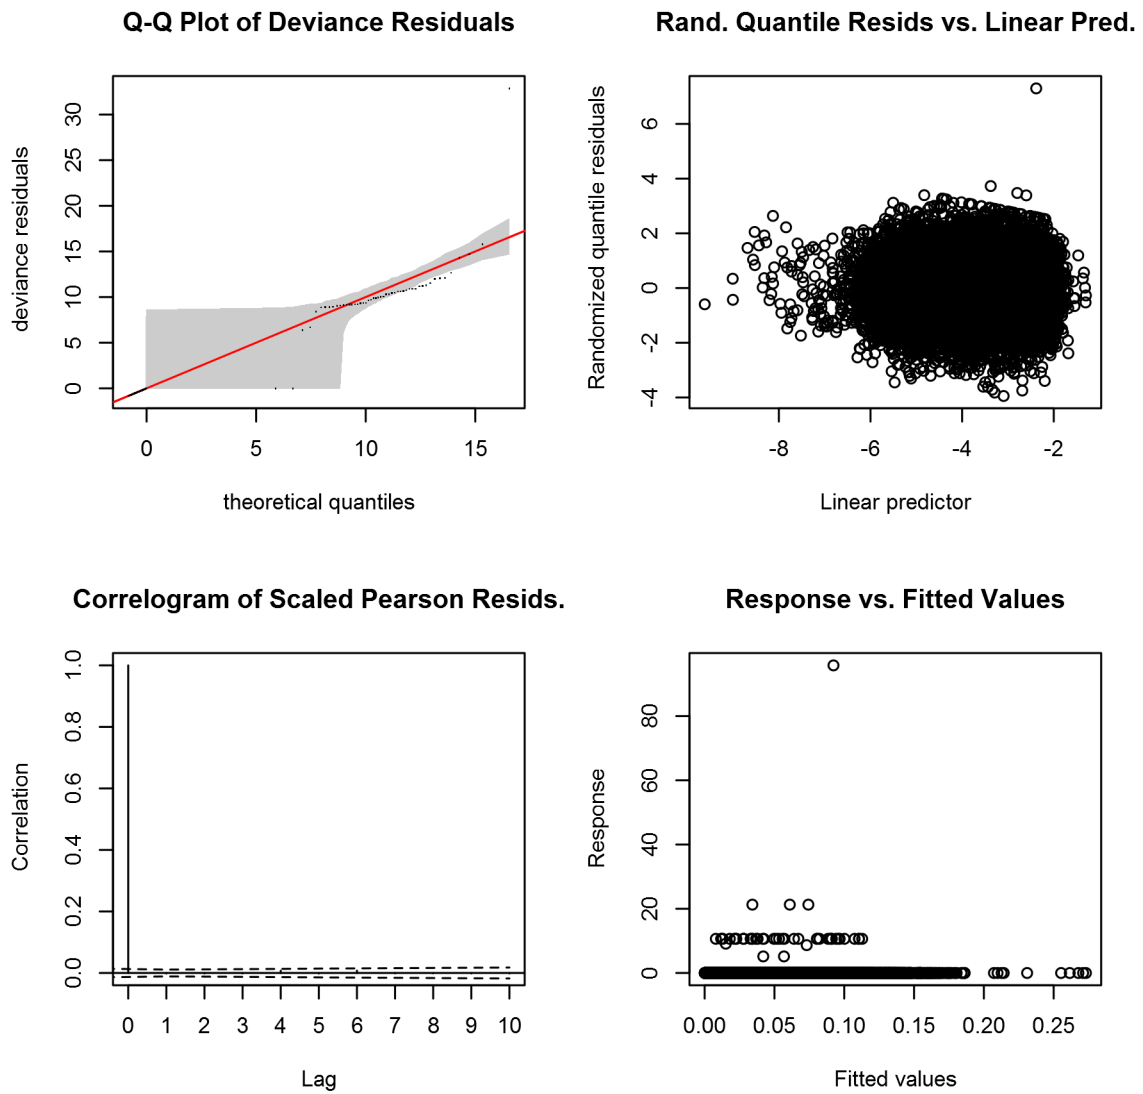 Q-Q Plot of Deviance Residuals
deviance residuals
0 5 10 15 20 25 30
0 5 10 15
theoretical quantiles
Rand. Quantile Resids vs. Linear Pred.
Randomized quantile residuals
-4 -2 0 2 4 6
-8 -6 -4 -2
Linear predictor
Correlogram of Scaled Pearson Resids.
Correlation
0.0 0.2 0.4 0.6 0.8 1.0
0 1 2 3 4 5 6 7 8 9 10
Lag
Response vs. Fitted Values
Response
0 20 40 60 80
0.00 0.05 0.10 0.15 0.20 0.25
Fitted values